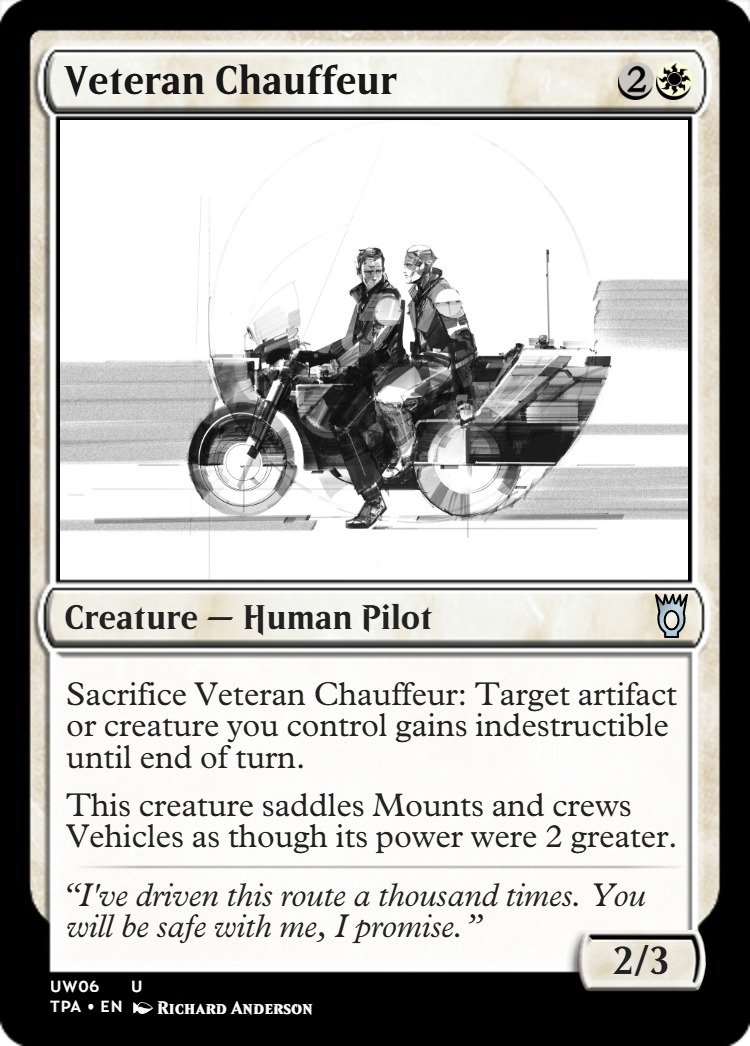 Veteran Chauffeur 2
Creature — Human Pilot
Sacrifice Veteran Chauffeur: Target artifact
or creature you control gains indestructible
until end of turn.
This creature saddles Mounts and crews
Vehicles as though its power were 2 greater.
“I've driven this route a thousand times. You
will be safe with me, I promise.”
2/3
UW06 U
TPA • EN Richard Anderson